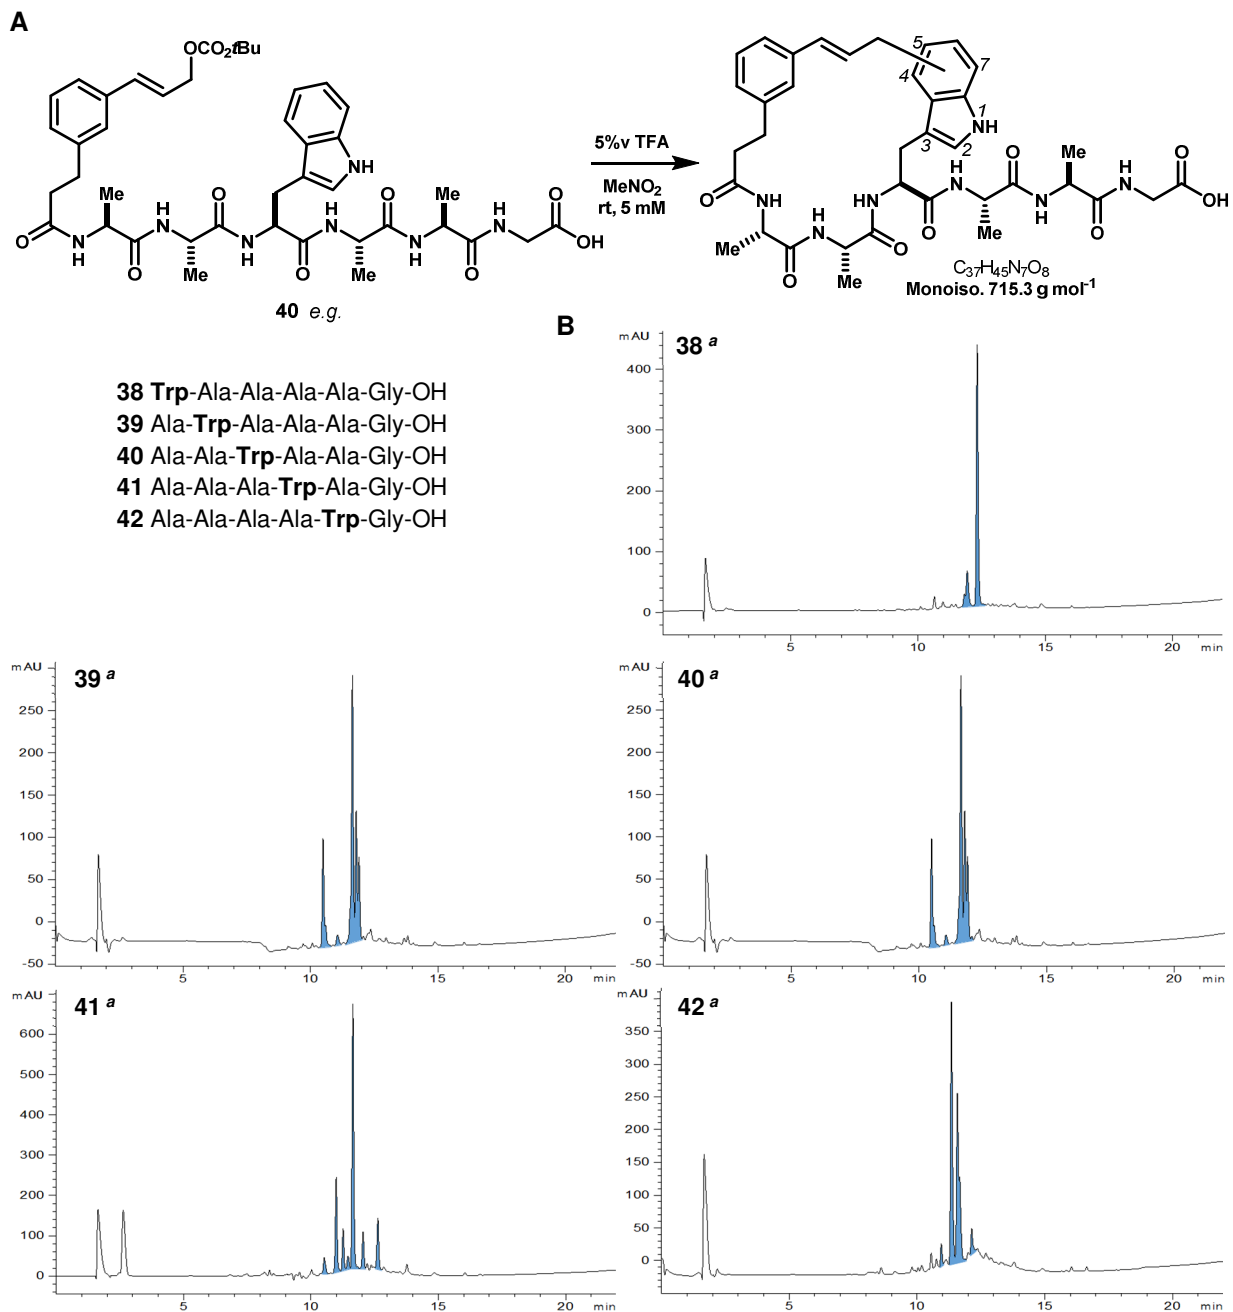 A
OCO2tBu
O
N
H
Me
O
H
N
Me
O
N
H
NH
O
H
N
Me
O
N
H
Me
O
H
N
O
OH
40 e.g.
5%v TFA
MeNO2
rt, 5 mM
5
4
7
1
NH
3
2
O
NH
Me
O
N
H
Me
O
HN
O
H
N
Me
O
N
H
Me
O
H
N
O
OH
C37H45N7O8
Monoiso. 715.3 g mol-1
38 Trp-Ala-Ala-Ala-Ala-Gly-OH
39 Ala-Trp-Ala-Ala-Ala-Gly-OH
40 Ala-Ala-Trp-Ala-Ala-Gly-OH
41 Ala-Ala-Ala-Trp-Ala-Gly-OH
42 Ala-Ala-Ala-Ala-Trp-Gly-OH
B
mAU
38 a
400
300
200
100
0
5 10 15 20 min
mAU
39 a
250
200
150
100
50
0
-50
5 10 15 20 min
mAU
40 a
250
200
150
100
50
0
-50
5 10 15 20 min
mAU
41 a
600
500
400
300
200
100
0
5 10 15 20 min
mAU
42 a
350
300
250
200
150
100
50
0
5 10 15 20 min